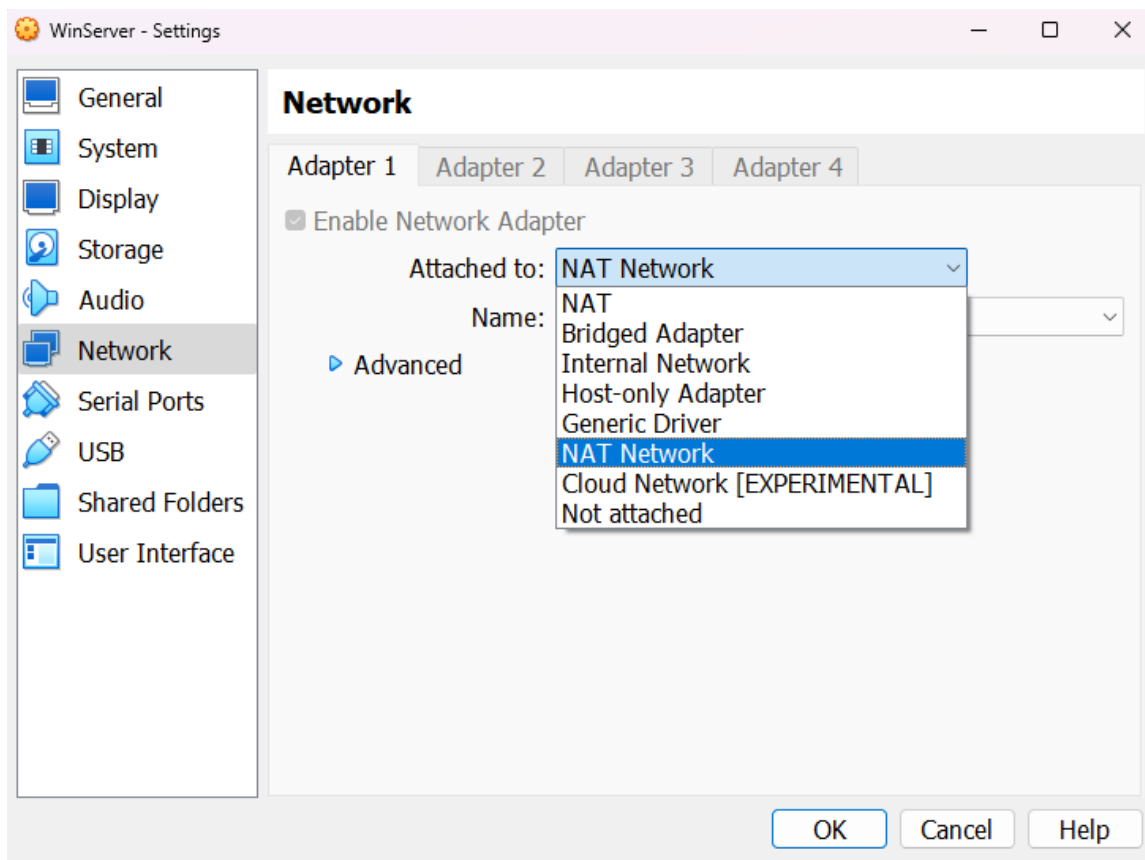 WinServer - Settings
General
System
Display
Storage
Audio
Network
Serial Ports
USB
Shared Folders
User Interface
Network
Adapter 1 Adapter 2 Adapter 3 Adapter 4
Enable Network Adapter
Attached to: NAT Network
NAT
Name:
Bridged Adapter
Internal Network
Advanced
Host-only Adapter
Generic Driver
NAT Network
Cloud Network [EXPERIMENTAL]
Not attached
OK Cancel Help